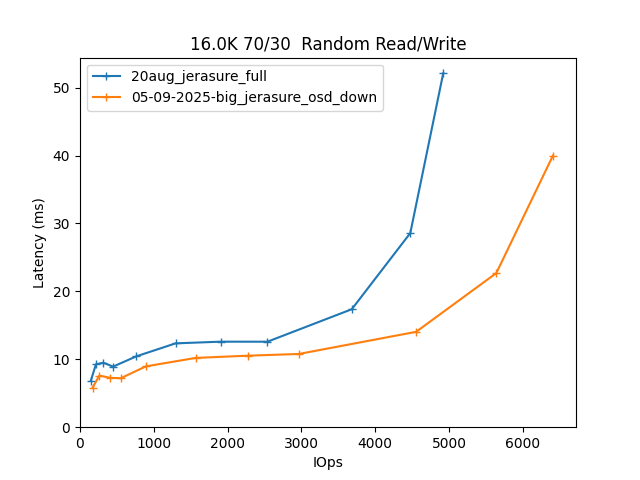 16.0K 70/30  Random Read/Write
20aug_jerasure_full
05-09-2025-big_jerasure_osd_down
Latency (ms)
50
40
30
20
10
0
0 1000 2000 3000 4000 5000 6000
IOps